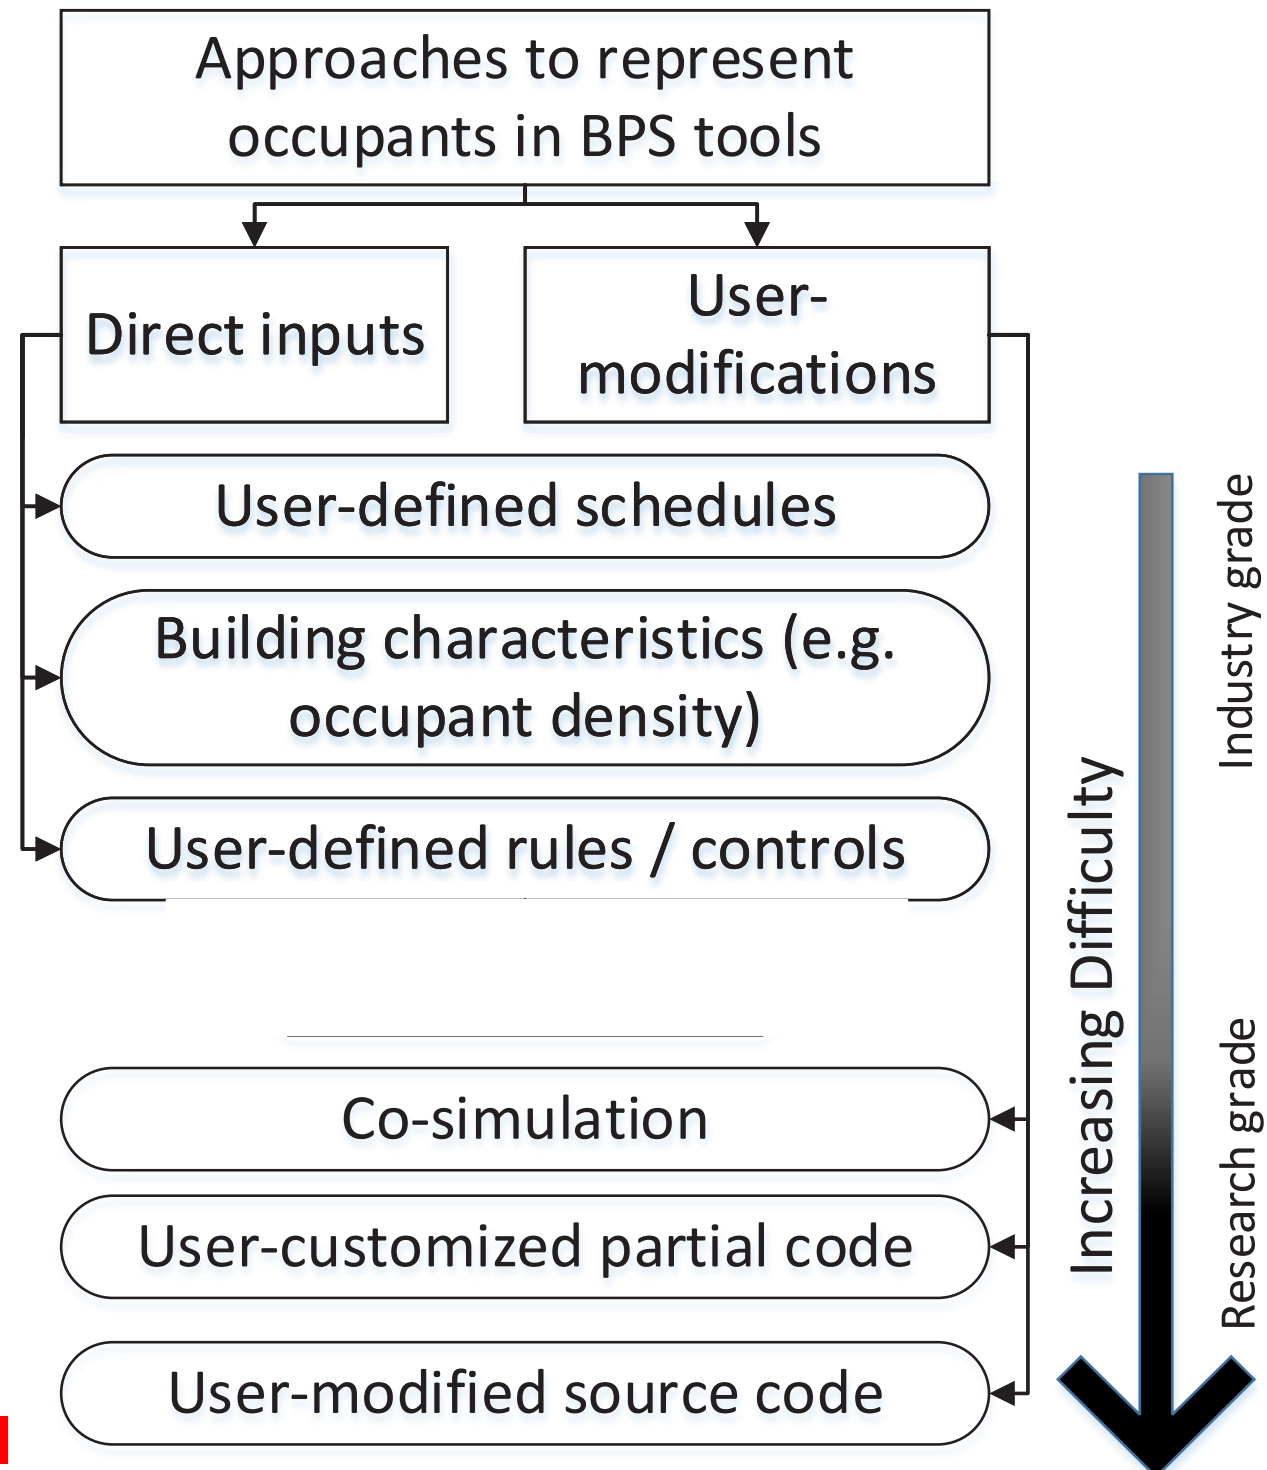 Approaches to represent
occupants in BPS tools
Direct inputs
User-
modifications
User-defined schedules
Building characteristics (e.g.
occupant density)
User-defined rules / controls
Co-simulation
User-customized partial code
User-modified source code
Increasing Difficulty
Industry grade
Research grade